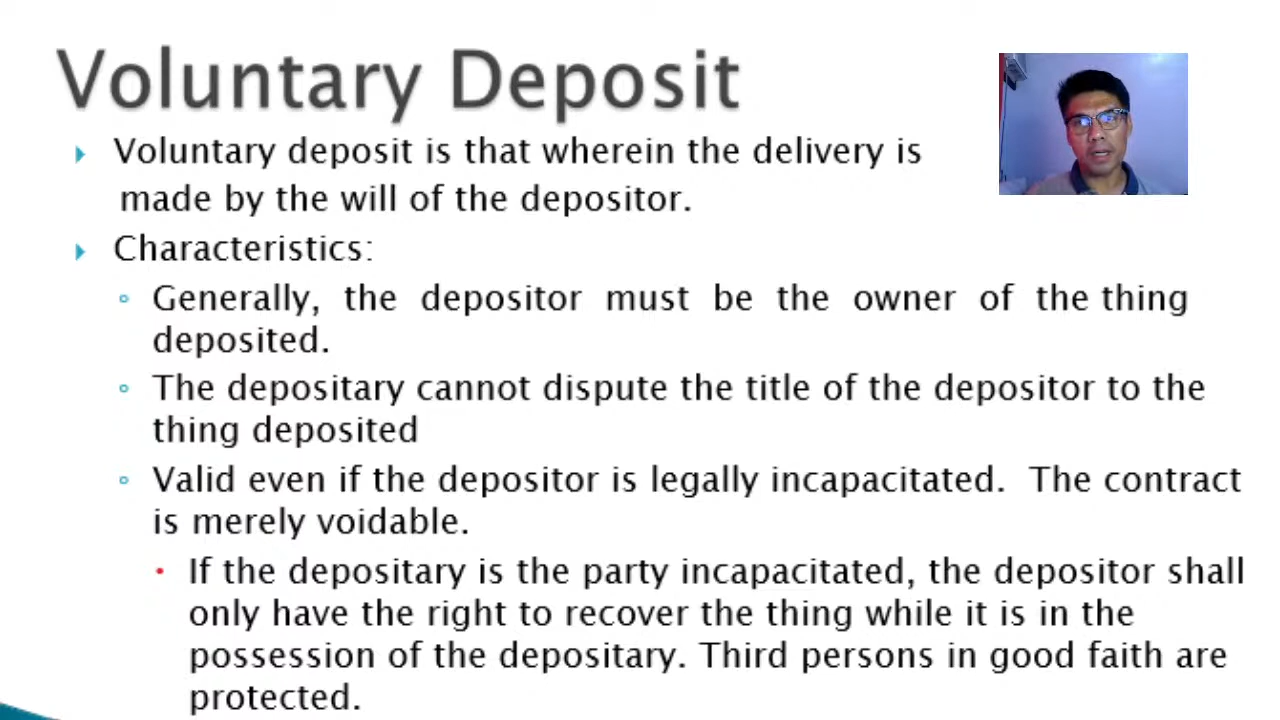 Voluntary Deposit
Voluntary deposit is that wherein the delivery is
made by the will of the depositor.
Characteristics:
Generally, the depositor must be the owner of the thing
deposited.
The depositary cannot dispute the title of the depositor to the
thing deposited
Valid even if the depositor is legally incapacitated. The contract
is merely voidable.
If the depositary is the party incapacitated, the depositor shall
only have the right to recover the thing while it is in the
possession of the depositary. Third persons in good faith are
protected.